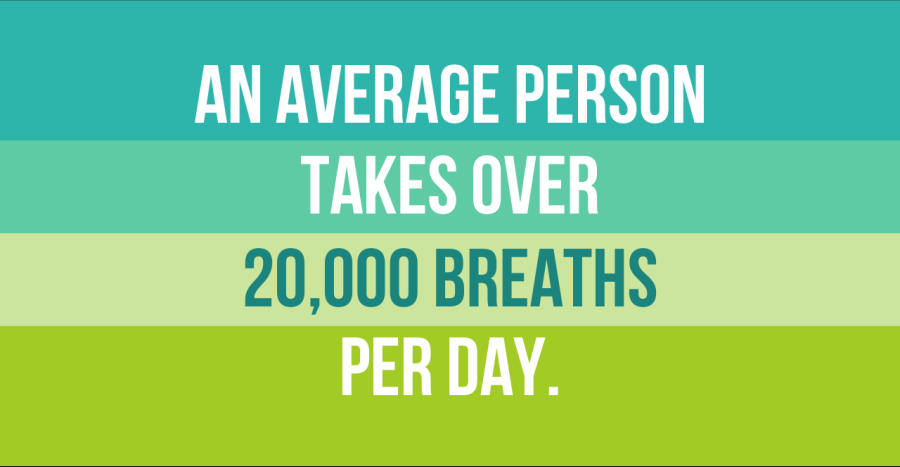 AN AVERAGE PERSON
TAKES OVER
20,000 BREATHS
PER DAY.